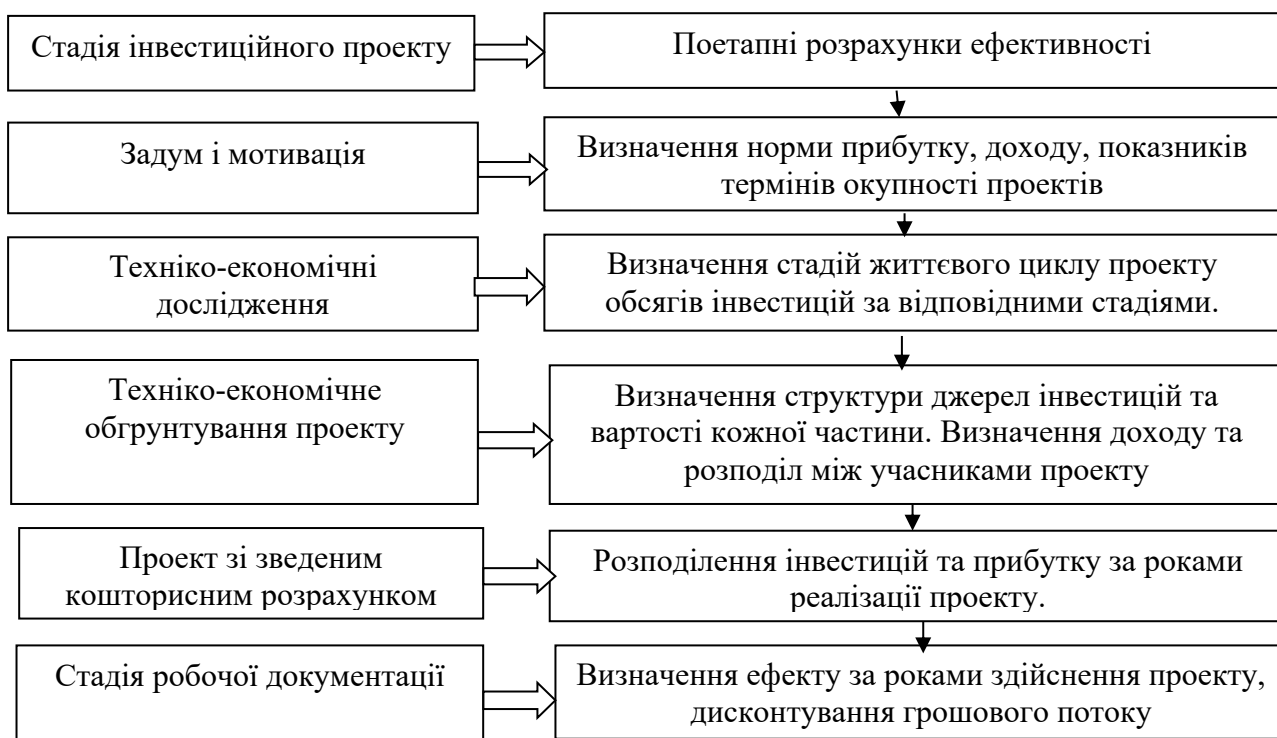 Стадія інвестиційного проекту
Поетапні розрахунки ефективності
Задум і мотивація
Визначення норми прибутку, доходу, показників
термінів окупності проектів
Техніко-економічні
дослідження
Визначення стадій життєвого циклу проекту
обсягів інвестицій за відповідними стадіями.
Техніко-економічне
обгрунтування проекту
Визначення структури джерел інвестицій та
вартості кожної частини. Визначення доходу та
розподіл між учасниками проекту
Проект зі зведеним
кошторисним розрахунком
Розподілення інвестицій та прибутку за роками
реалізації проекту.
Стадія робочої документації
Визначення ефекту за роками здійснення проекту,
дисконтування грошового потоку